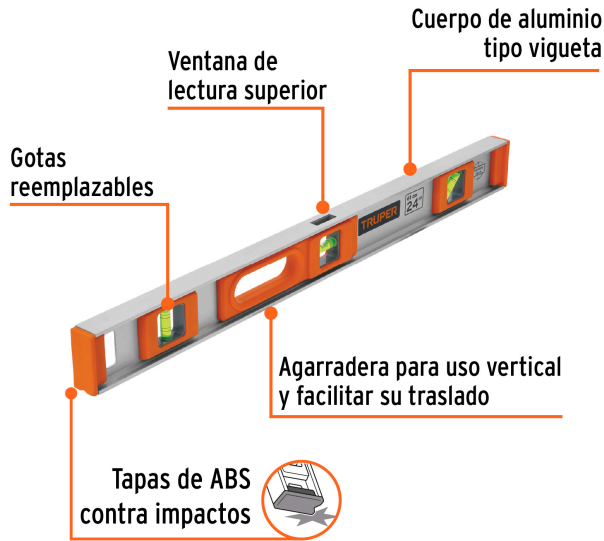 Cuerpo de aluminio
tipo vigueta
Ventana de
lectura superior
Gotas
reemplazables
TRUPER
24
Agarradera para uso vertical
y facilitar su traslado
Tapas de ABS
contra impactos